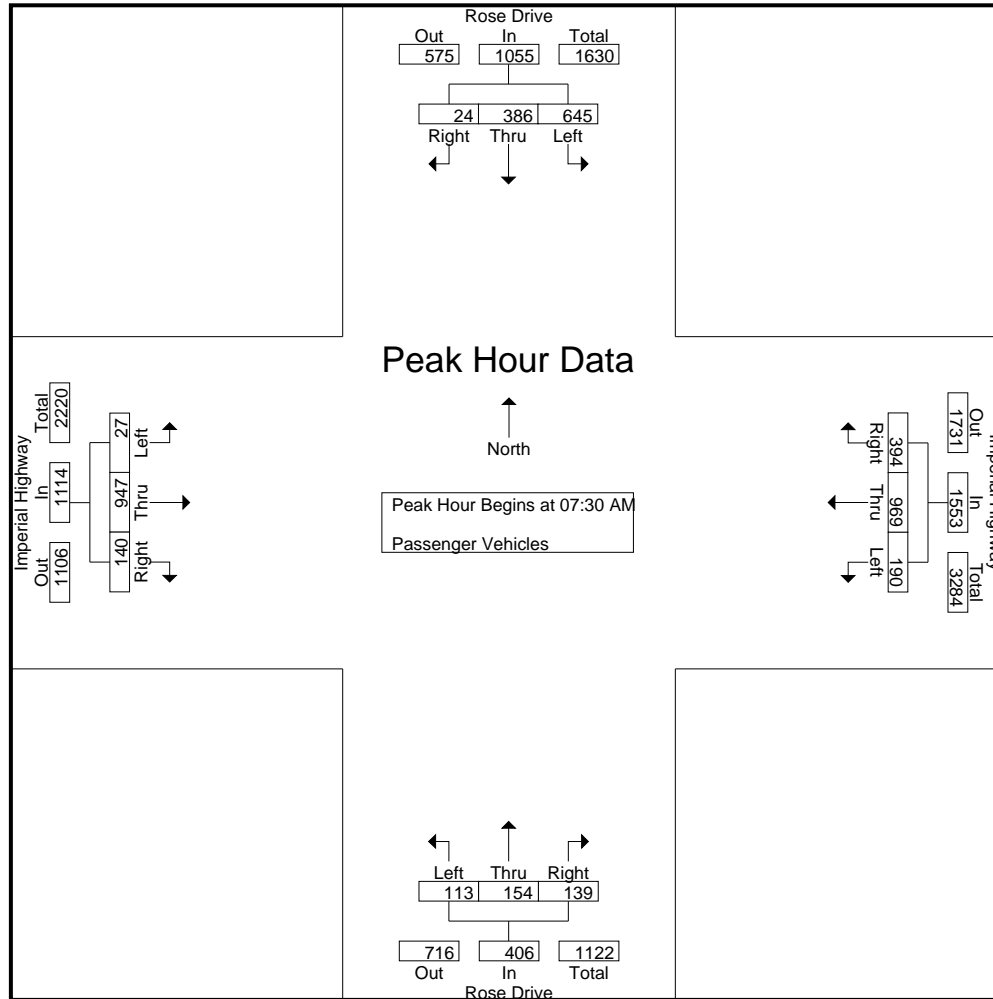 Rose Drive
Out In Total
575 1055 1630
24 386 645
Right Thru Left
Peak Hour Data
North
Peak Hour Begins at 07:30 AM
Passenger Vehicles
Imperial Highway
Out In Total
1106 1114 2220
140 947 27
Right Thru Left
Imperial Highway
Out In Total
1731 1553 3284
394 969 190
Right Thru Left
Left Thru Right
113 154 139
716 406 1122
Out In Total
Rose Drive